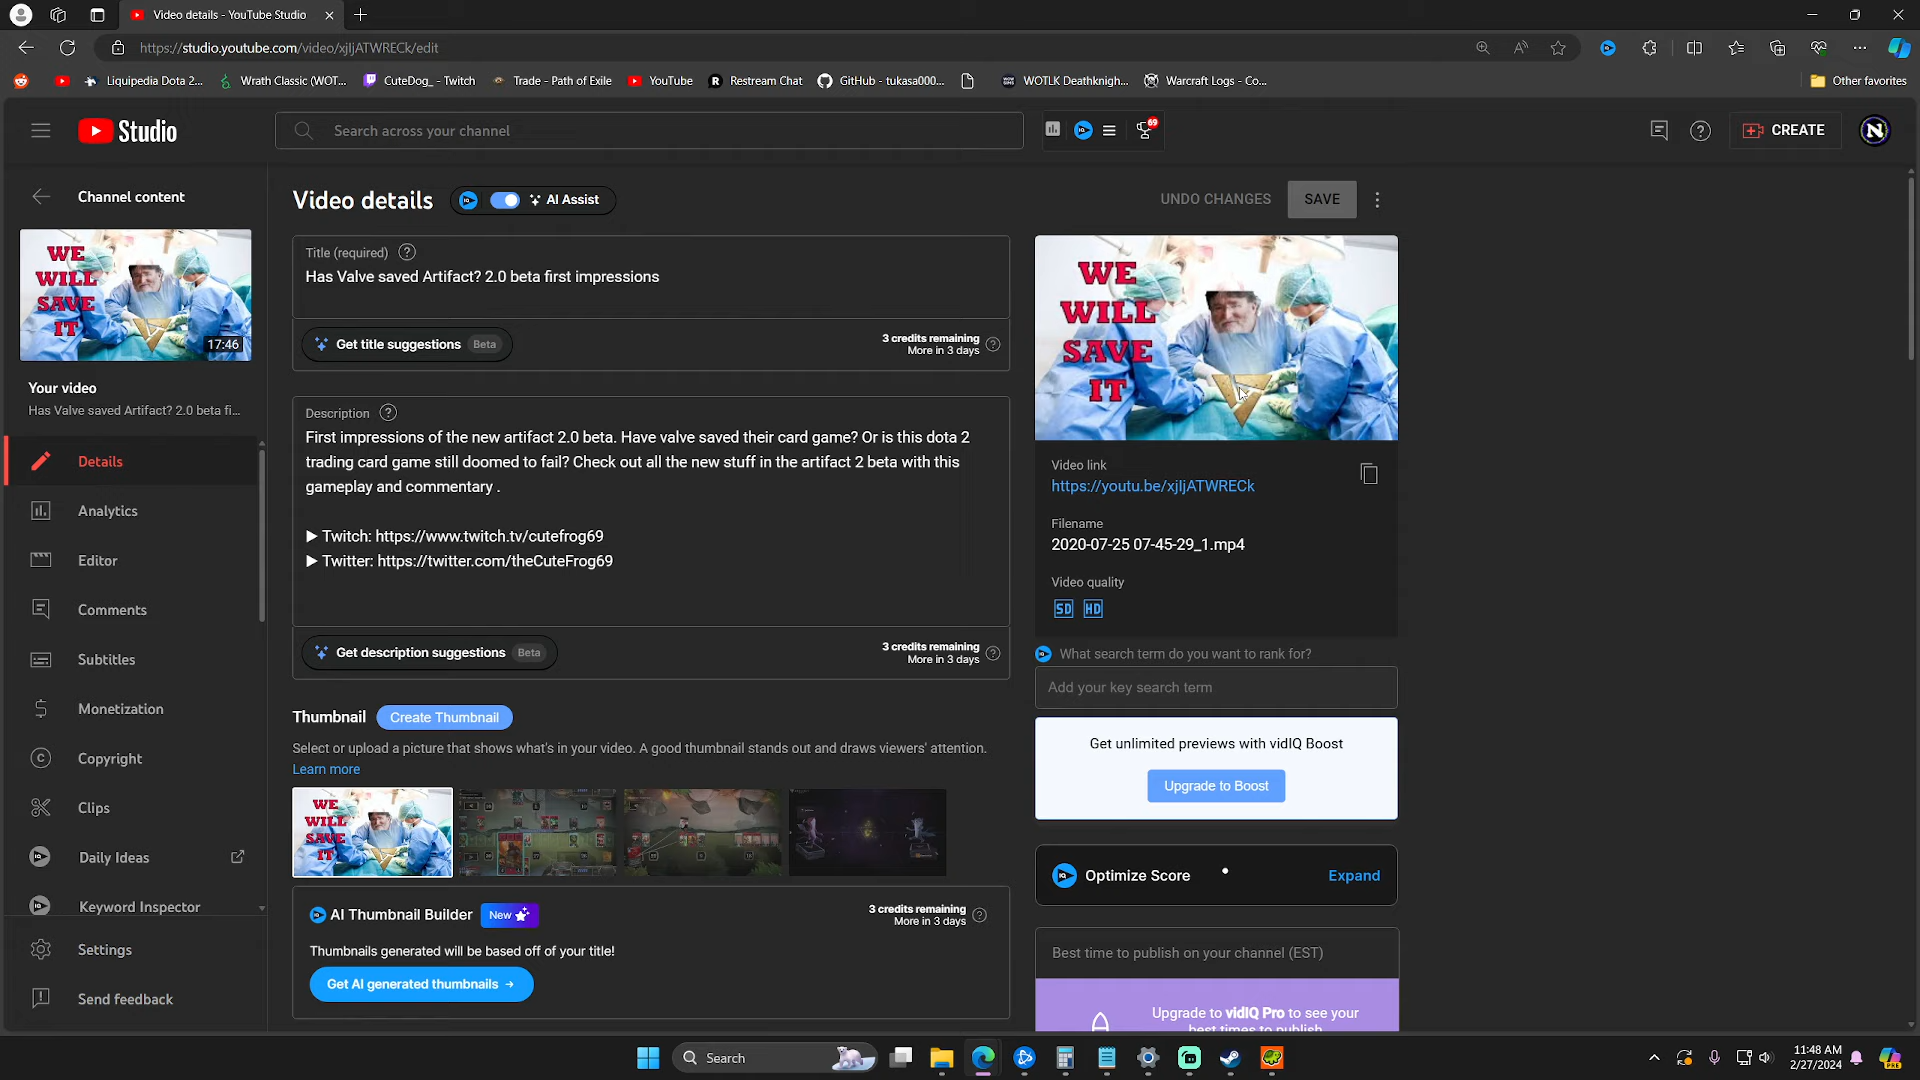 Video details - YouTube Studio
https://studio.youtube.com/video/xjIjATWRECk/edit
Liquipedia Dota 2...
Wrath Classic (WOT...
CuteDog_ - Twitch
Trade - Path of Exile
YouTube
Restream Chat
GitHub - tukasa000...
WOTLK Deathknigh...
Warcraft Logs - Co...
Other favorites
Studio
Search across your channel
69
CREATE
Channel content
Video details
AI Assist
UNDO CHANGES
SAVE
WE
WILL
SAVE
IT
17:46
Your video
Has Valve saved Artifact? 2.0 beta fi...
Details
Analytics
Editor
Comments
Subtitles
Monetization
Copyright
Clips
Daily Ideas
Keyword Inspector
Settings
Send feedback
Title (required)
Has Valve saved Artifact? 2.0 beta first impressions
Get title suggestions Beta
3 credits remaining
More in 3 days
Description
First impressions of the new artifact 2.0 beta. Have valve saved their card game? Or is this dota 2
trading card game still doomed to fail? Check out all the new stuff in the artifact 2 beta with this
gameplay and commentary .
▶ Twitch: https://www.twitch.tv/cutefrog69
▶ Twitter: https://twitter.com/theCuteFrog69
Get description suggestions Beta
3 credits remaining
More in 3 days
Thumbnail
Create Thumbnail
Select or upload a picture that shows what's in your video. A good thumbnail stands out and draws viewers' attention.
Learn more
WE
WILL
SAVE
IT
AI Thumbnail Builder
New
3 credits remaining
More in 3 days
Thumbnails generated will be based off of your title!
Get AI generated thumbnails →
WE
WILL
SAVE
IT
Video link
https://youtu.be/xjIjATWRECk
Filename
2020-07-25 07-45-29_1.mp4
Video quality
SD HD
What search term do you want to rank for?
Add your key search term
Get unlimited previews with vidIQ Boost
Upgrade to Boost
Optimize Score
Expand
Best time to publish on your channel (EST)
Upgrade to vidIQ Pro to see your
best times to publish
Search
11:48 AM
2/27/2024